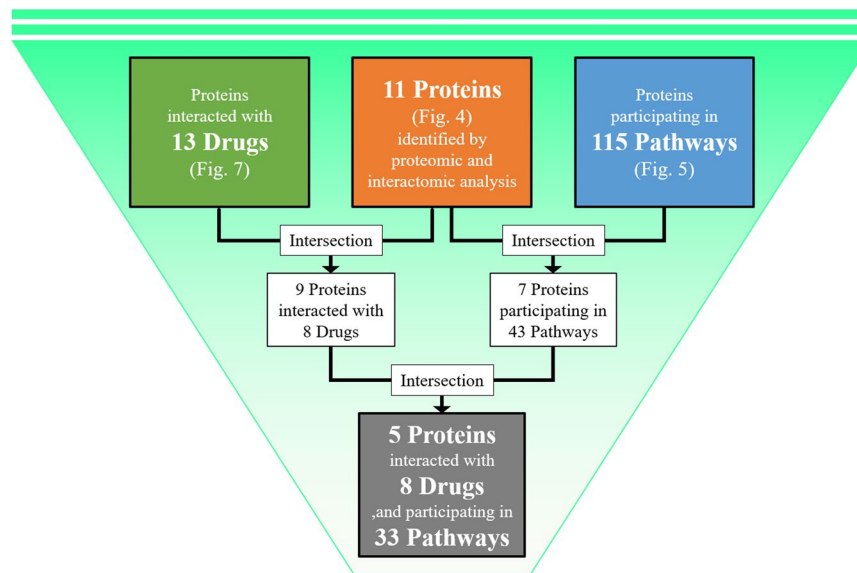 Proteins
interacted with
13 Drugs
(Fig. 7)
11 Proteins
(Fig. 4)
identified by
proteomic and
interactomic analysis
Proteins
participating in
115 Pathways
(Fig. 5)
Intersection
Intersection
9 Proteins
interacted with
8 Drugs
7 Proteins
participating in
43 Pathways
Intersection
5 Proteins
interacted with
8 Drugs
,and participating in
33 Pathways